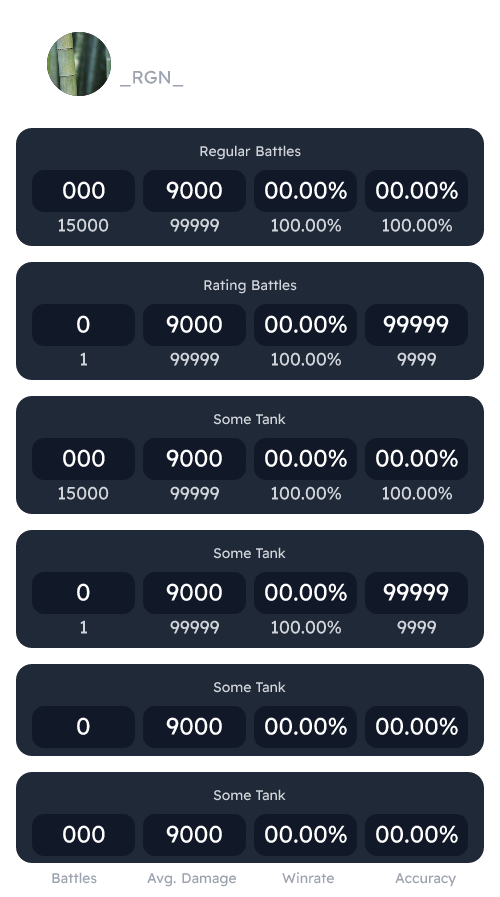 _RGN_
Regular Battles
000 9000 00.00% 00.00%
15000 99999 100.00% 100.00%
Rating Battles
0 9000 00.00% 99999
1 99999 100.00% 9999
Some Tank
000 9000 00.00% 00.00%
15000 99999 100.00% 100.00%
Some Tank
0 9000 00.00% 99999
1 99999 100.00% 9999
Some Tank
0 9000 00.00% 00.00%
Some Tank
000 9000 00.00% 00.00%
Battles Avg. Damage Winrate Accuracy